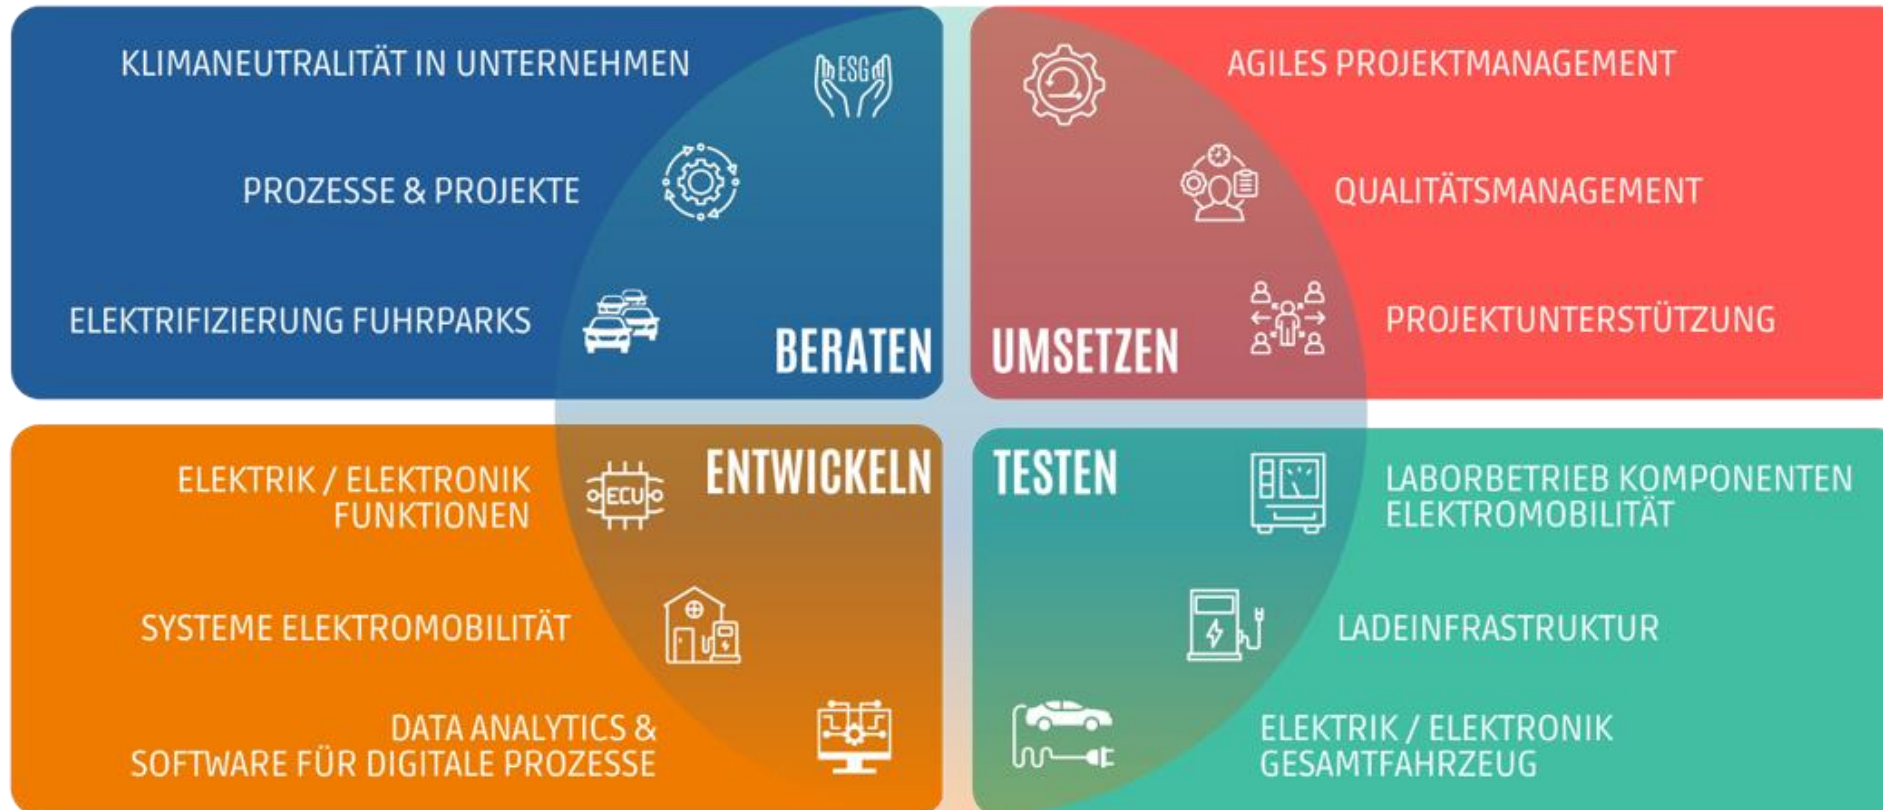 KLIMANEUTRALITÄT IN UNTERNEHMEN
ESG
PROZESSE & PROJEKTE
ELEKTRIFIZIERUNG FUHRPARKS
BERATEN
AGILES PROJEKTMANAGEMENT
QUALITÄTSMANAGEMENT
PROJEKTUNTERSTÜTZUNG
UMSETZEN
ENTWICKELN
ELEKTRIK / ELEKTRONIK
FUNKTIONEN
ECU
SYSTEME ELEKTROMOBILITÄT
DATA ANALYTICS &
SOFTWARE FÜR DIGITALE PROZESSE
TESTEN
LABORBETRIEB KOMPONENTEN
ELEKTROMOBILITÄT
LADEINFRASTRUKTUR
ELEKTRIK / ELEKTRONIK
GESAMTFAHRZEUG